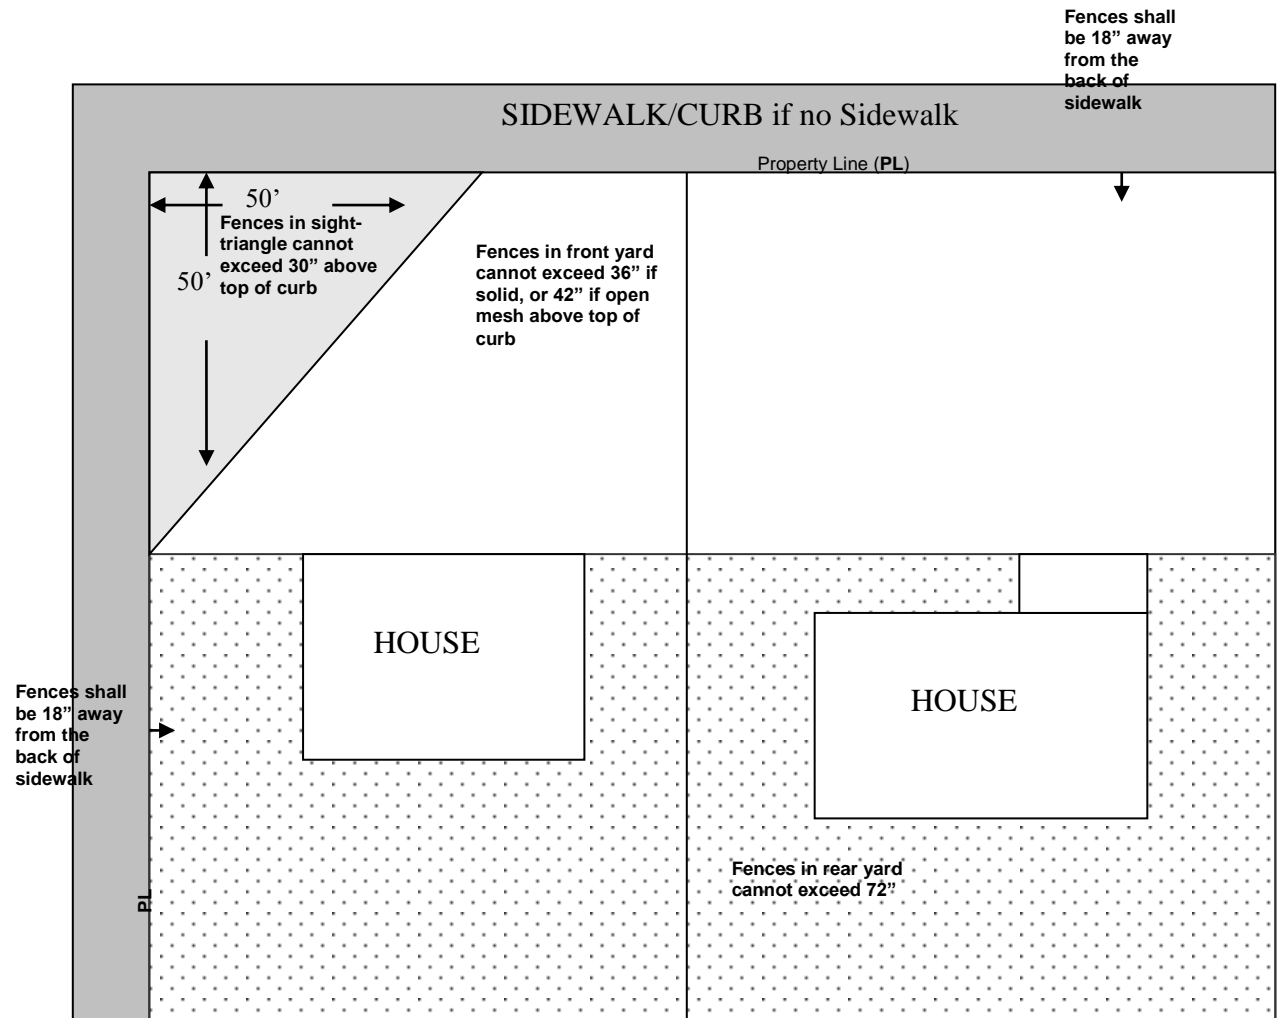 Fences shall
be 18” away
from the
back of
sidewalk
SIDEWALK/CURB if no Sidewalk
Property Line (PL)
50’
Fences in sight-
triangle cannot
exceed 30” above
top of curb
50’
Fences in front yard
cannot exceed 36” if
solid, or 42” if open
mesh above top of
curb
HOUSE
HOUSE
Fences shall
be 18” away
from the
back of
sidewalk
Fences in rear yard
cannot exceed 72”
PL